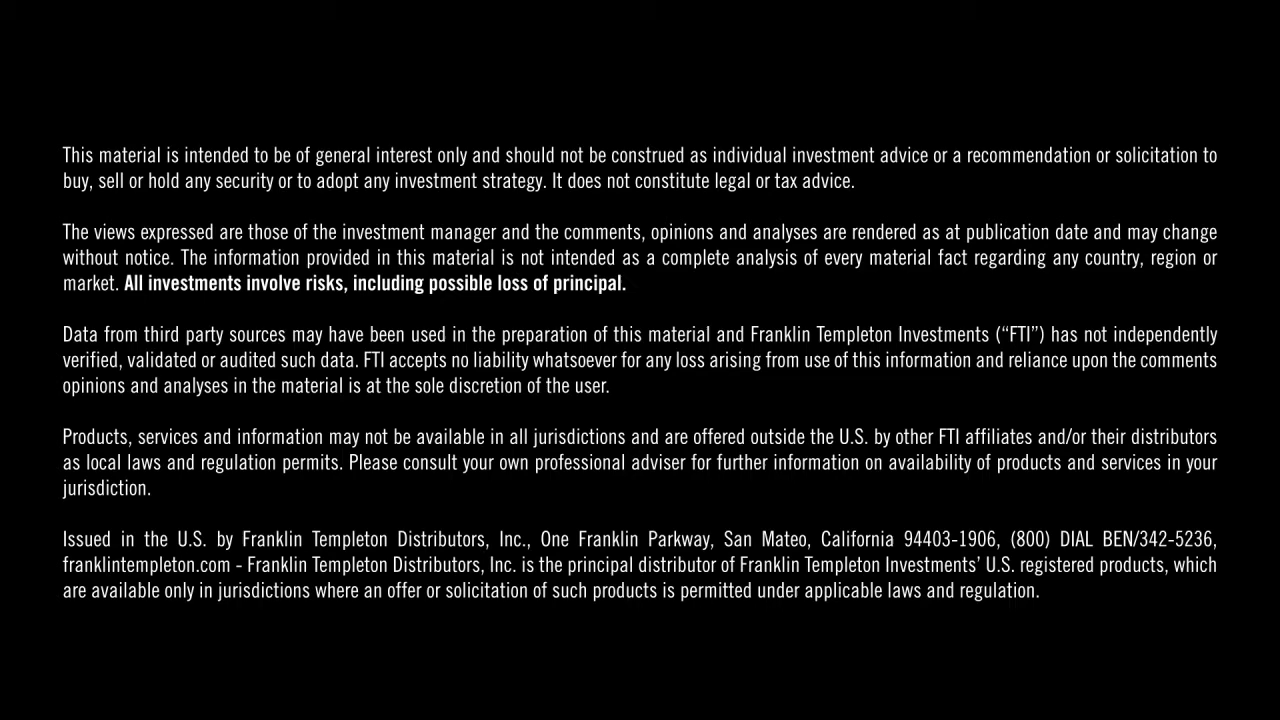 This material is intended to be of general interest only and should not be construed as individual investment advice or a recommendation or solicitation to
buy, sell or hold any security or to adopt any investment strategy. It does not constitute legal or tax advice.
The views expressed are those of the investment manager and the comments, opinions and analyses are rendered as at publication date and may change
without notice. The information provided in this material is not intended as a complete analysis of every material fact regarding any country, region or
market. All investments involve risks, including possible loss of principal.
Data from third party sources may have been used in the preparation of this material and Franklin Templeton Investments (“FTI”) has not independently
verified, validated or audited such data. FTI accepts no liability whatsoever for any loss arising from use of this information and reliance upon the comments
opinions and analyses in the material is at the sole discretion of the user.
Products, services and information may not be available in all jurisdictions and are offered outside the U.S. by other FTI affiliates and/or their distributors
as local laws and regulation permits. Please consult your own professional adviser for further information on availability of products and services in your
jurisdiction.
Issued in the U.S. by Franklin Templeton Distributors, Inc., One Franklin Parkway, San Mateo, California 94403-1906, (800) DIAL BEN/342-5236,
franklintempleton.com - Franklin Templeton Distributors, Inc. is the principal distributor of Franklin Templeton Investments’ U.S. registered products, which
are available only in jurisdictions where an offer or solicitation of such products is permitted under applicable laws and regulation.